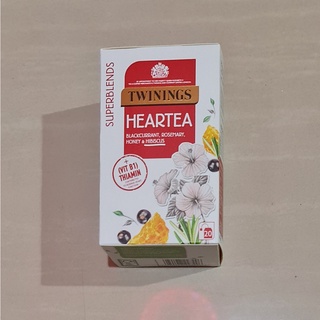 SUPERBLENDS
TWININGS
HEARTEA
BLACKCURRANT, ROSEMARY,
HONEY & HIBISCUS
+
(VIT B1)
THIAMIN
20